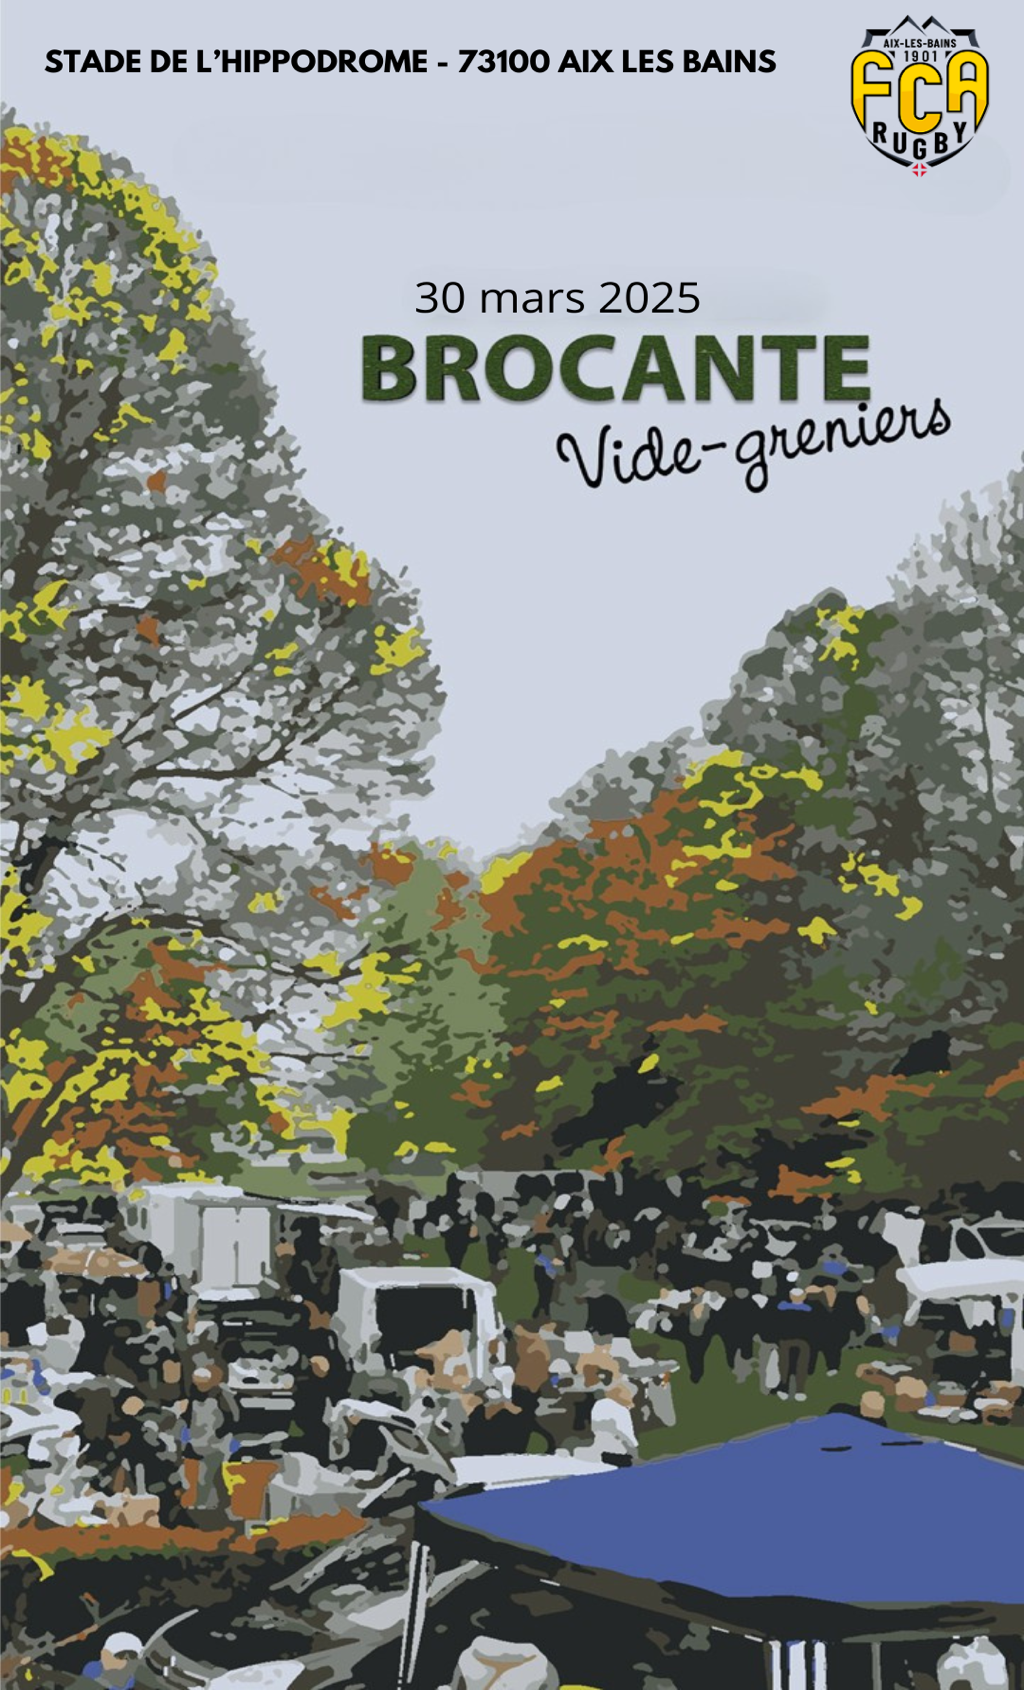 STADE DE L'HIPPODROME - 73100 AIX LES BAINS
AIX-LES-BAINS
1901
FCA
RUGBY
30 mars 2025
BROCANTE
Vide-greniers